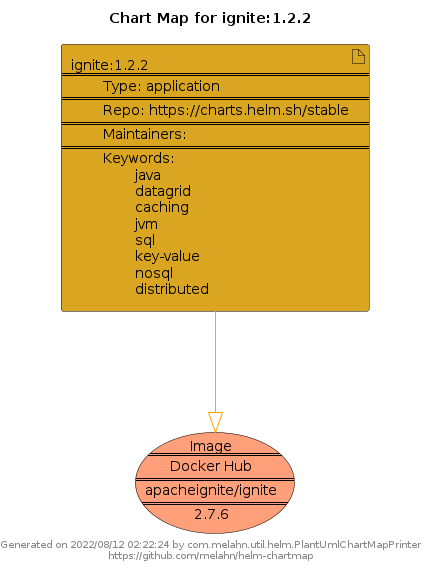 Chart Map for ignite:1.2.2
ignite:1.2.2
Type: application
Repo: https://charts.helm.sh/stable
Maintainers:
Keywords:
java
datagrid
caching
jvm
sql
key-value
nosql
distributed
Image
Docker Hub
apacheignite/ignite
2.7.6
Generated on 2022/08/12 02:22:24 by com.melahn.util.helm.PlantUmlChartMapPrinter
https://github.com/melahn/helm-chartmap